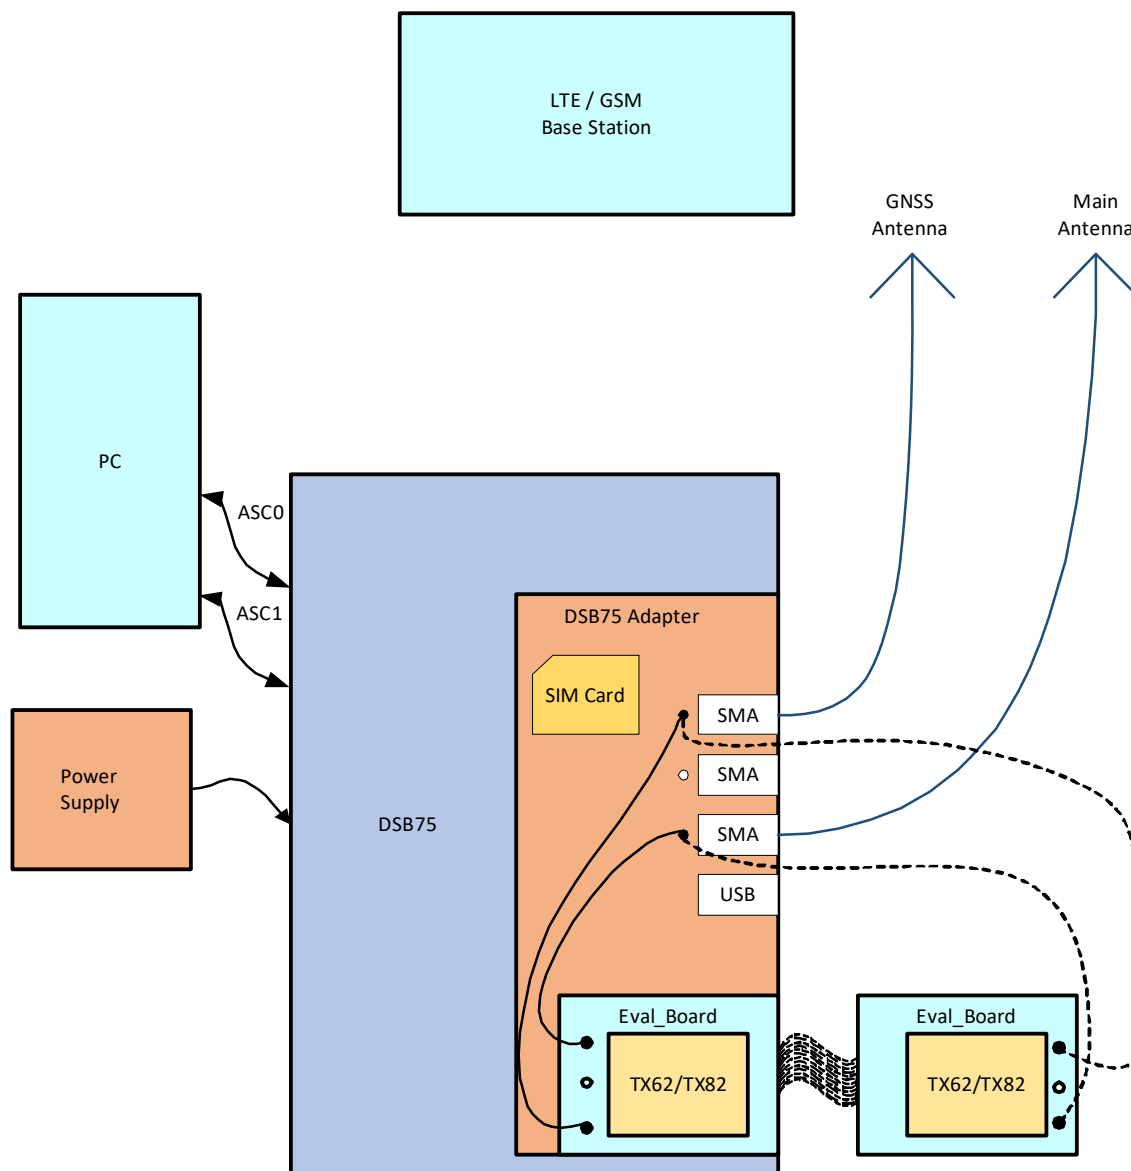 LTE / GSM
Base Station
GNSS
Antenna
Main
Antenna
PC
ASC0
ASC1
DSB75 Adapter
SIM Card
SMA
SMA
SMA
USB
Power
Supply
DSB75
Eval_Board
TX62/TX82
Eval_Board
TX62/TX82